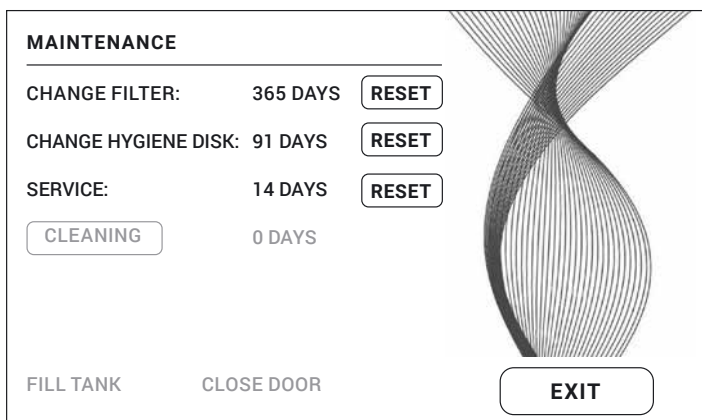 MAINTENANCE
CHANGE FILTER: 365 DAYS RESET
CHANGE HYGIENE DISK: 91 DAYS RESET
SERVICE: 14 DAYS RESET
CLEANING 0 DAYS
FILL TANK CLOSE DOOR EXIT